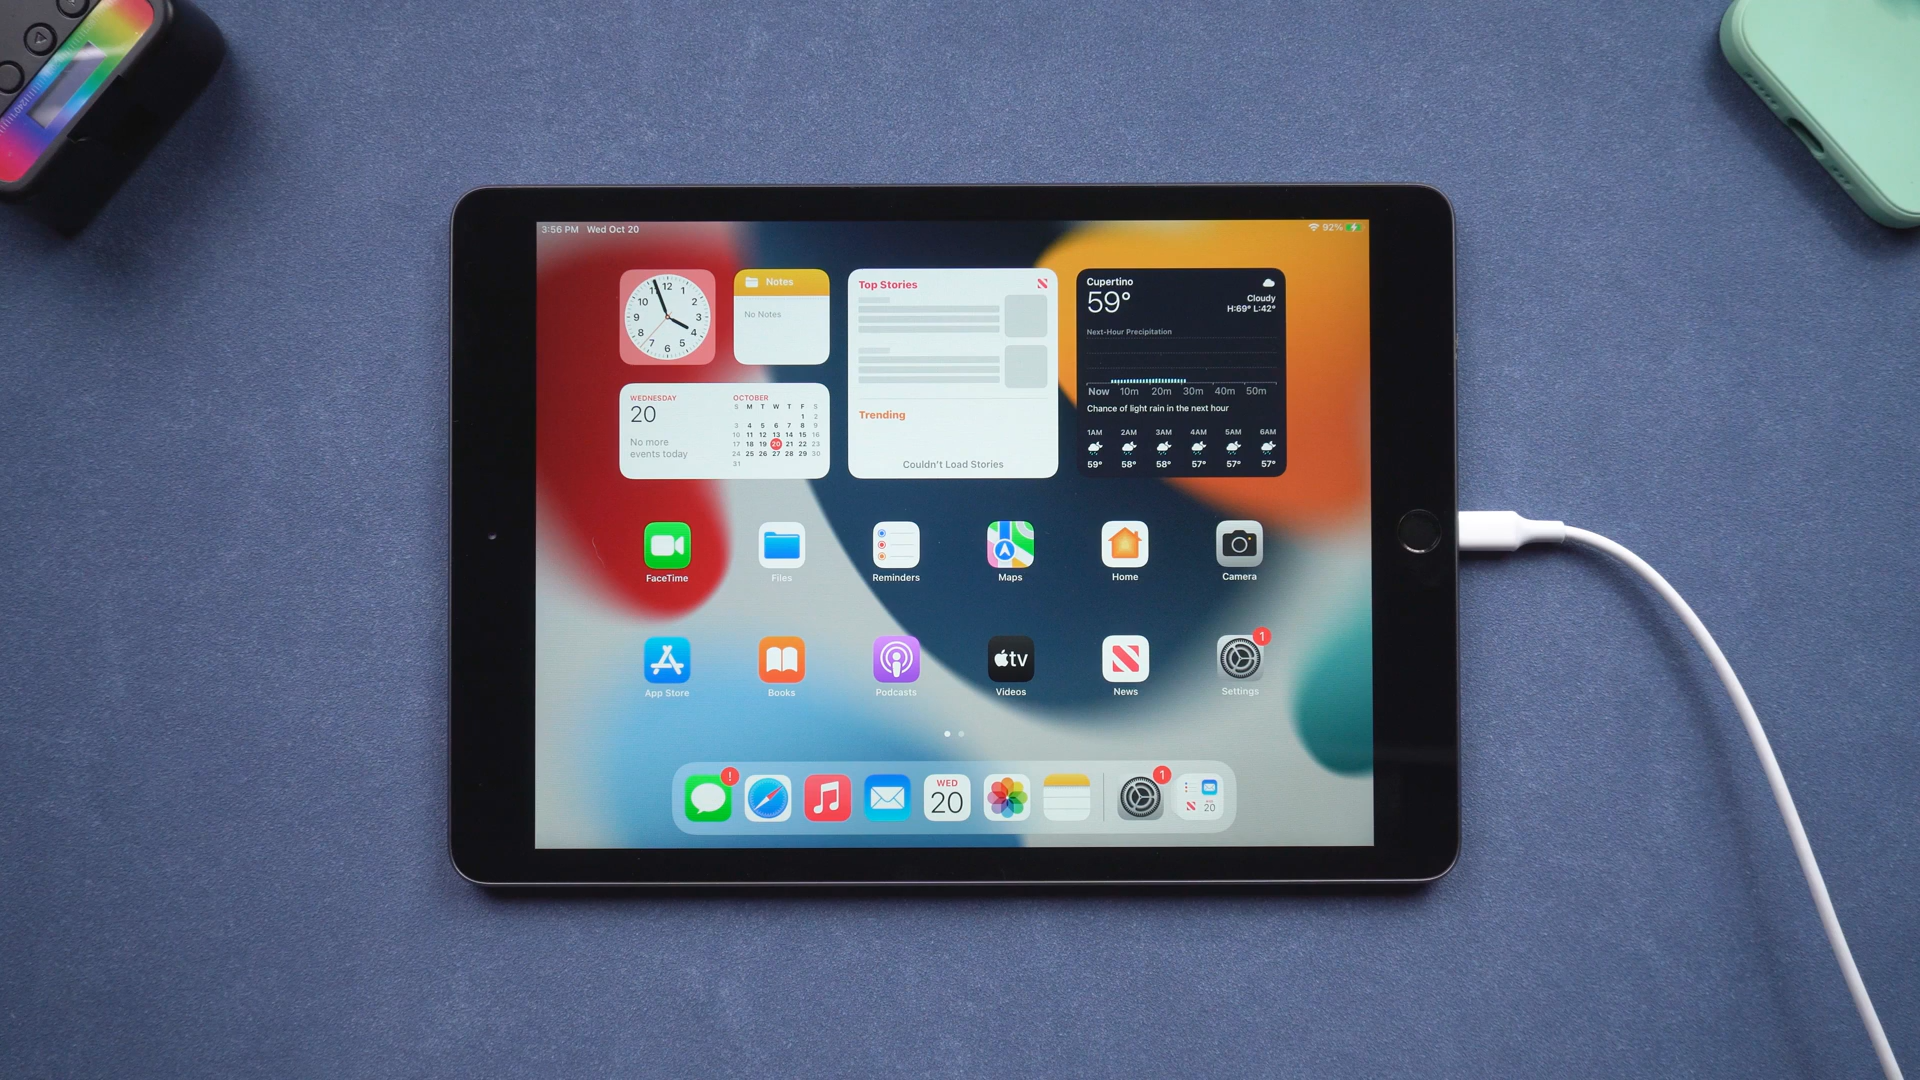 3:56 PM Wed Oct 20
92%
12
11 1
10 2
9 3
8 4
7 5
6
Notes
No Notes
WEDNESDAY
20
No more
events today
OCTOBER
S M T W T F S
1 2
3 4 5 6 7 8 9
10 11 12 13 14 15 16
17 18 19 20 21 22 23
24 25 26 27 28 29 30
31
Top Stories
Trending
Couldn't Load Stories
Cupertino
59°
Cloudy
H:69° L:42°
Next-Hour Precipitation
Now 10m 20m 30m 40m 50m
Chance of light rain in the next hour
1AM 2AM 3AM 4AM 5AM 6AM
59° 58° 58° 57° 57° 57°
FaceTime Files Reminders Maps Home Camera
tv
1
App Store Books Podcasts Videos News Settings
!
WED
20
1
20